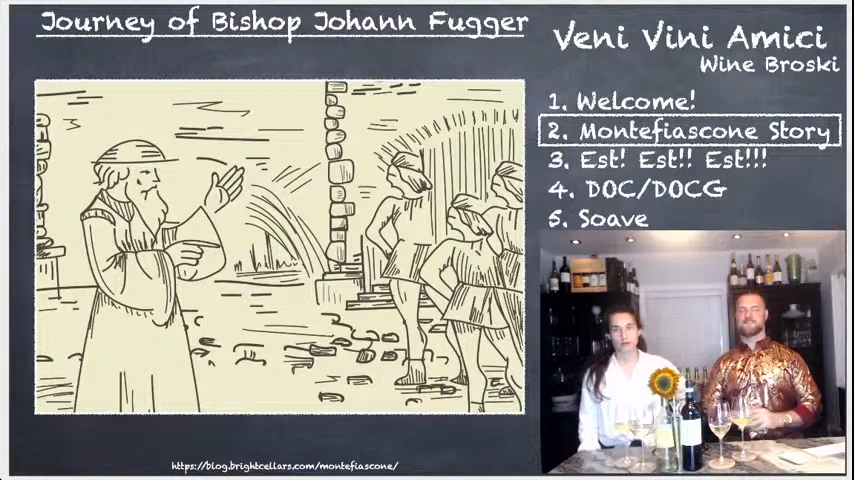 Journey of Bishop Johann Fugger
Veni Vini Amici
Wine Broski
1. Welcome!
2. Montefiascone Story
3. Est! Est!! Est!!!
4. DOC/DOCG
5. Soave
https://blog.brightcellars.com/montefiascone/